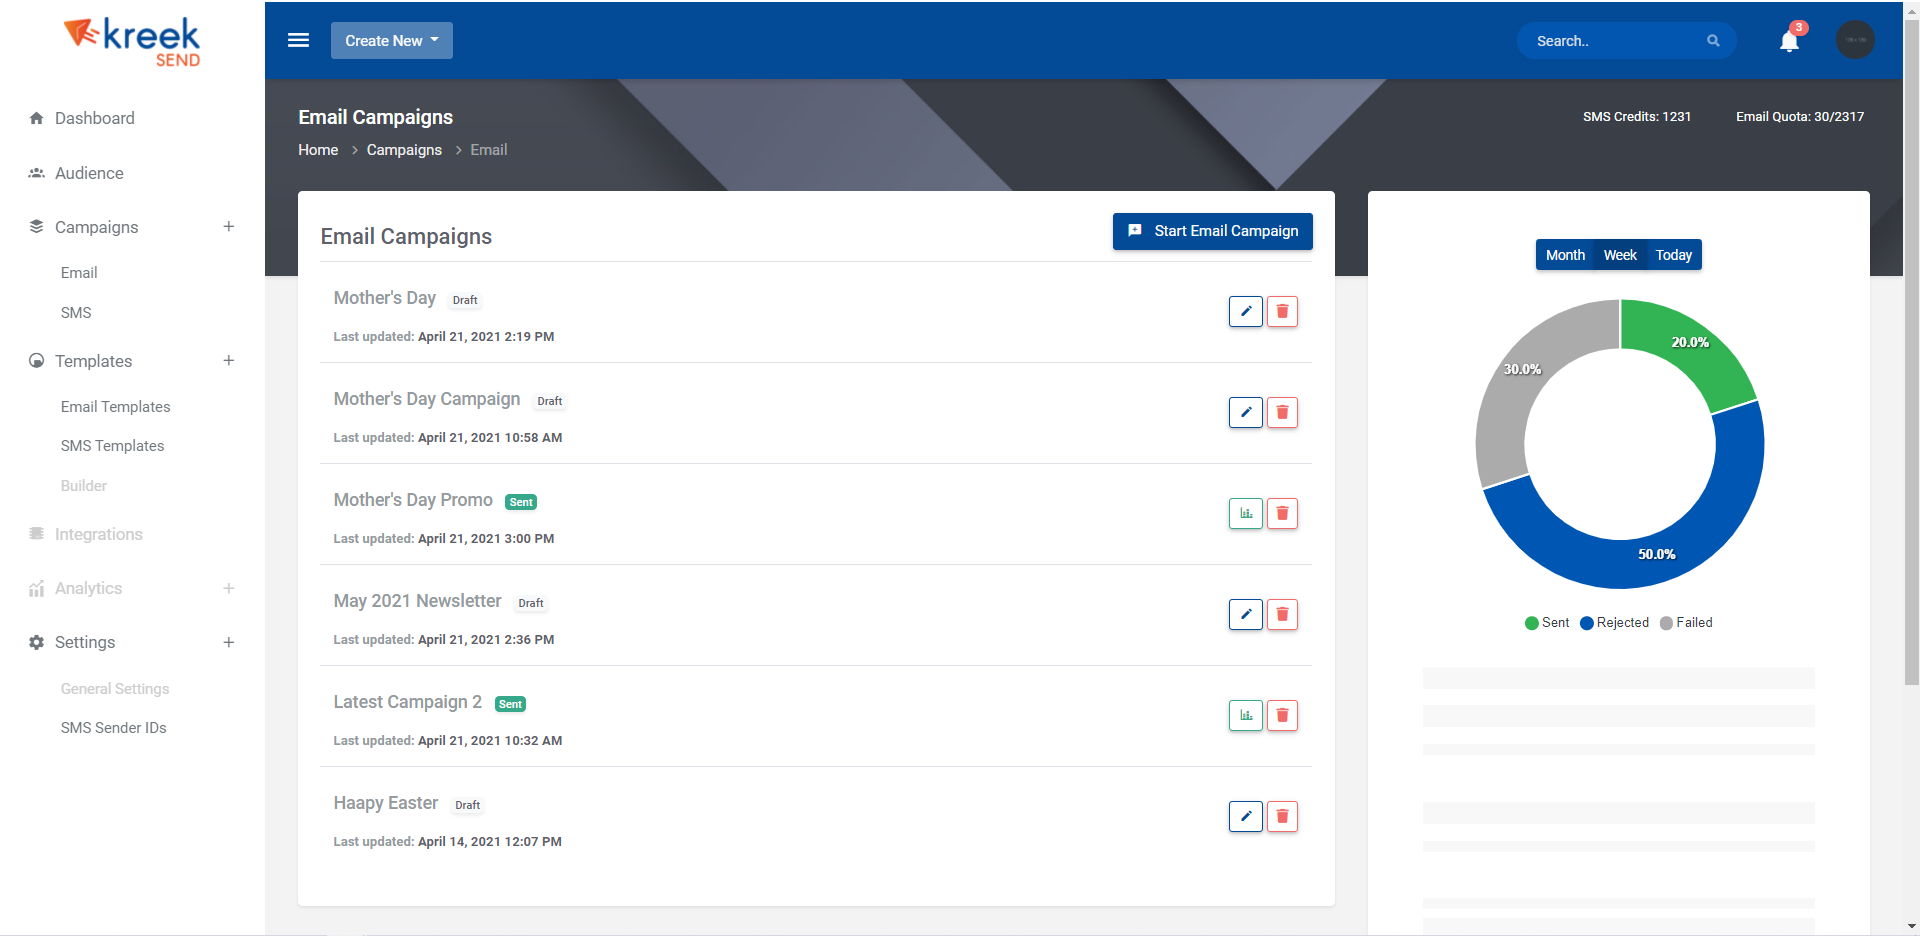 kreek
SEND
Dashboard
Audience
Campaigns
Email
SMS
Templates
Email Templates
SMS Templates
Builder
Integrations
Analytics
Settings
General Settings
SMS Sender IDs
Create New
Search..
3
Email Campaigns
Home > Campaigns > Email
SMS Credits: 1231
Email Quota: 30/2317
Email Campaigns
Start Email Campaign
Mother's Day Draft
Last updated: April 21, 2021 2:19 PM
Mother's Day Campaign Draft
Last updated: April 21, 2021 10:58 AM
Mother's Day Promo Sent
Last updated: April 21, 2021 3:00 PM
May 2021 Newsletter Draft
Last updated: April 21, 2021 2:36 PM
Latest Campaign 2 Sent
Last updated: April 21, 2021 10:32 AM
Haapy Easter Draft
Last updated: April 14, 2021 12:07 PM
Month Week Today
20.0%
30.0%
50.0%
Sent Rejected Failed